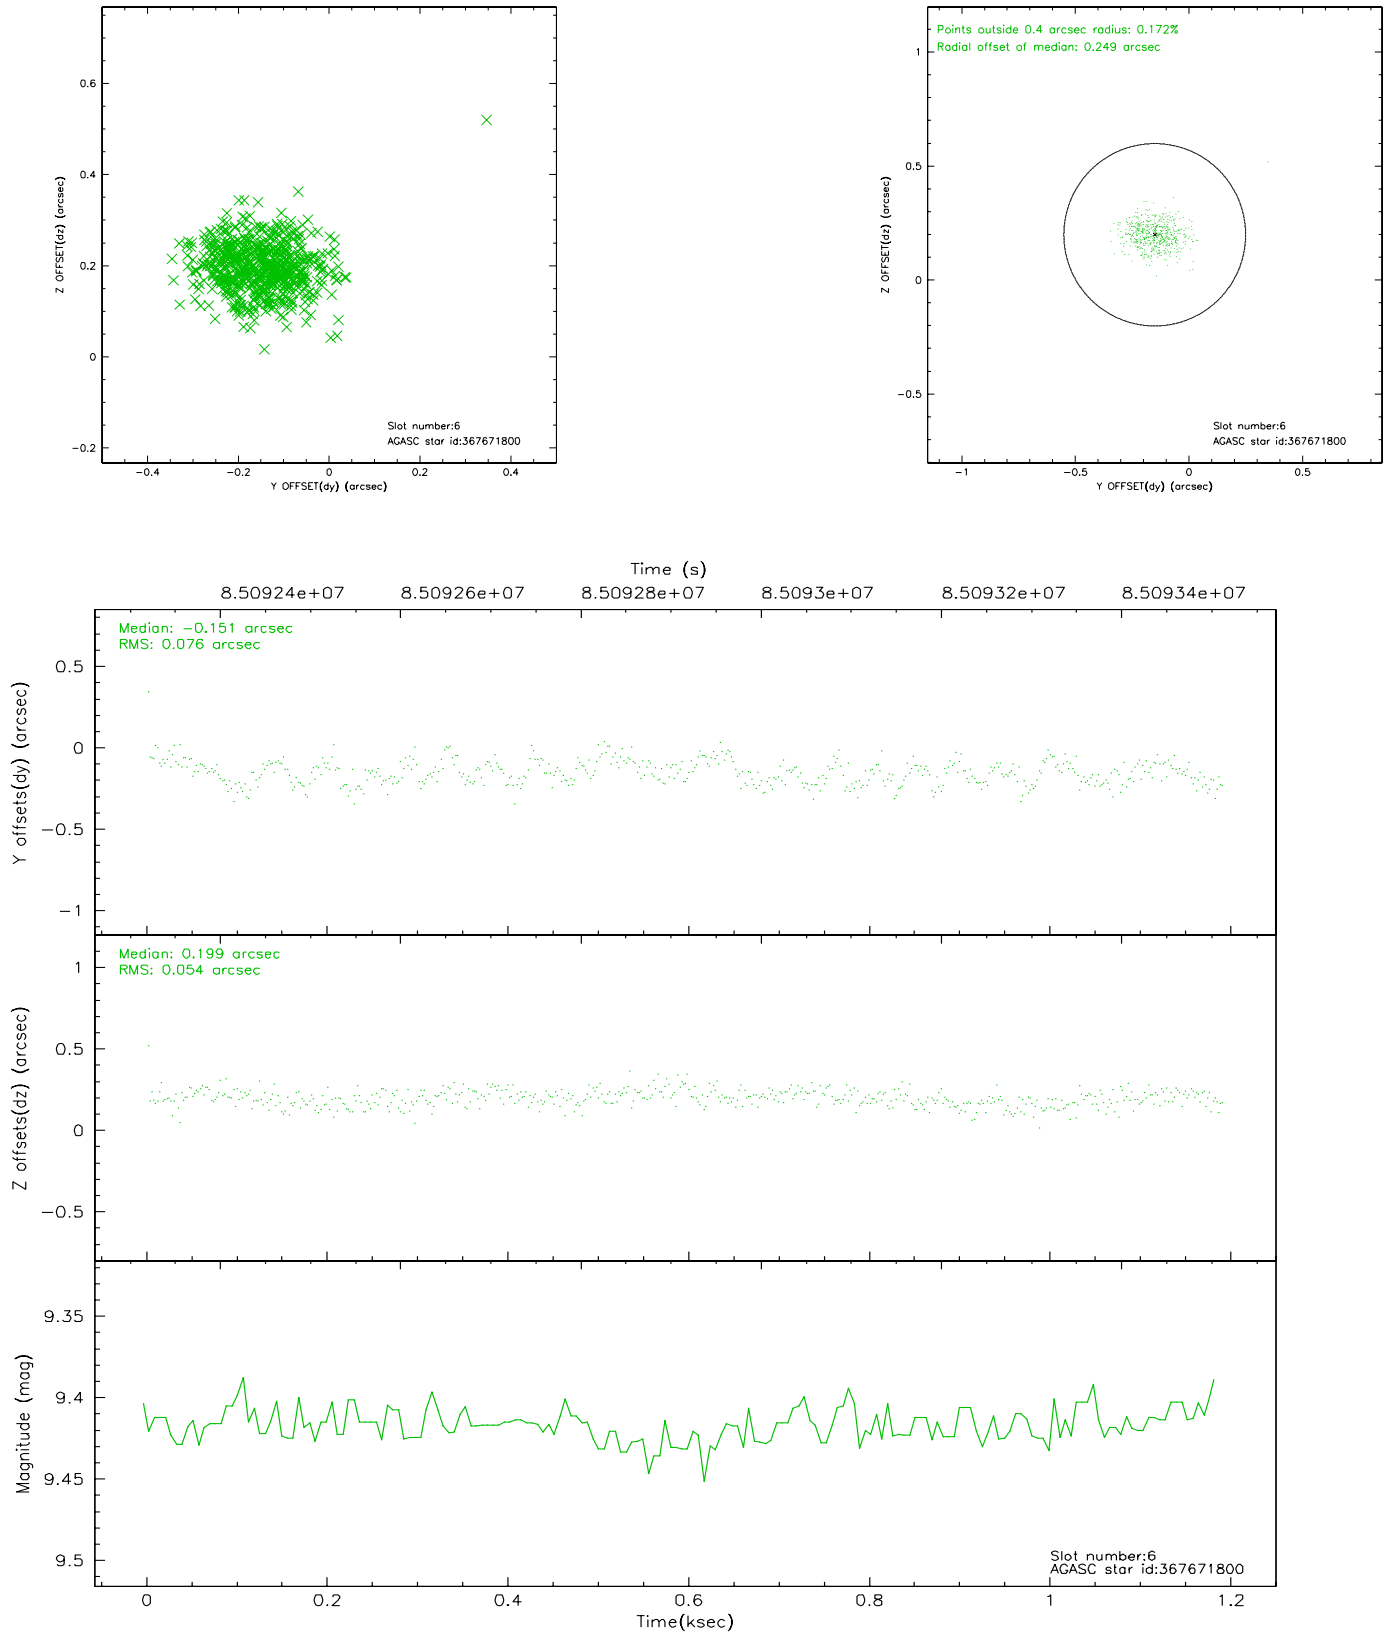 0.6
0.4
0.2
0
−0.2
−0.4
−0.2
0
0.2
0.4
Z OFFSET(dz) (arcsec)
Y OFFSET(dy) (arcsec)
Slot number:6
AGASC star id:367671800
Points outside 0.4 arcsec radius: 0.172%
Radial offset of median: 0.249 arcsec
1
0.5
0
−0.5
−1
−0.5
0
0.5
Z OFFSET(dz) (arcsec)
Y OFFSET(dy) (arcsec)
Slot number:6
AGASC star id:367671800
Time (s)
8.50924e+07
8.50926e+07
8.50928e+07
8.5093e+07
8.50932e+07
8.50934e+07
Median: −0.151 arcsec
RMS: 0.076 arcsec
0.5
0
−0.5
−1
Y offsets(dy) (arcsec)
Median: 0.199 arcsec
RMS: 0.054 arcsec
1
0.5
0
−0.5
Z offsets(dz) (arcsec)
9.35
9.4
9.45
9.5
Magnitude (mag)
Slot number:6
AGASC star id:367671800
0
0.2
0.4
0.6
0.8
1
1.2
Time(ksec)